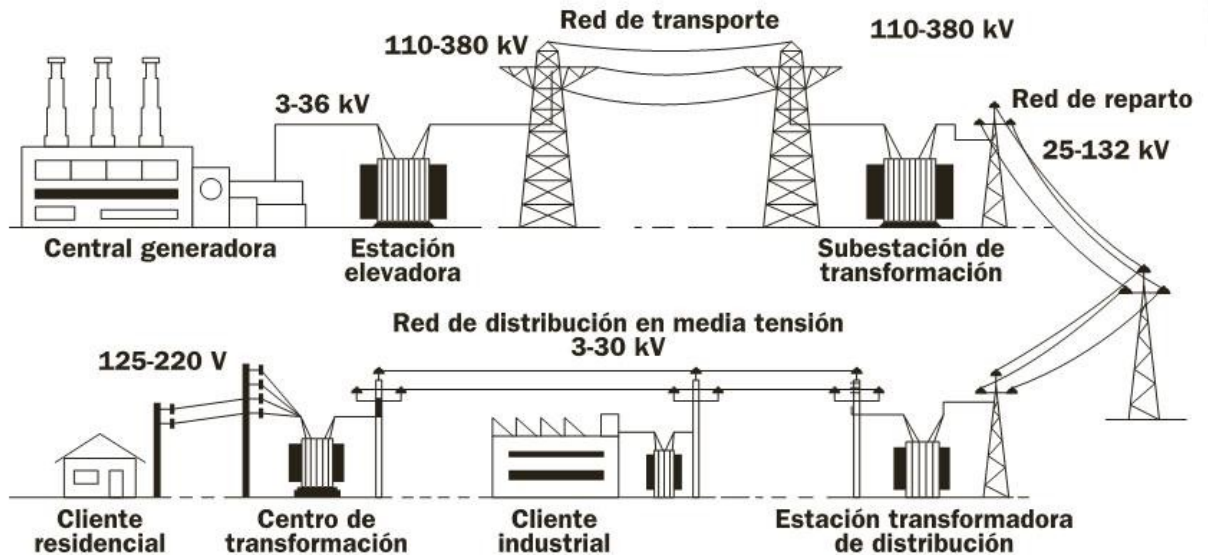 Red de transporte
110-380 kV
110-380 kV
3-36 kV
Red de reparto
25-132 kV
Central generadora
Estación
elevadora
Subestación de
transformación
Red de distribución en media tensión
3-30 kV
125-220 V
Cliente
residencial
Centro de
transformación
Cliente
industrial
Estación transformadora
de distribución